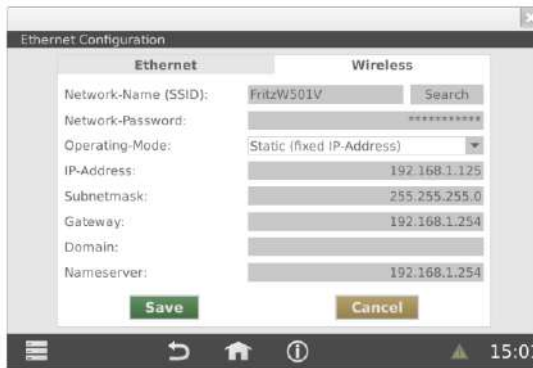 Ethernet Configuration
Ethernet Wireless
Network-Name (SSID): FritzW501V Search
Network-Password: ***********
Operating-Mode: Static (fixed IP-Address)
IP-Address: 192.168.1.125
Subnetmask: 255.255.255.0
Gateway: 192.168.1.254
Domain:
Nameserver: 192.168.1.254
Save Cancel